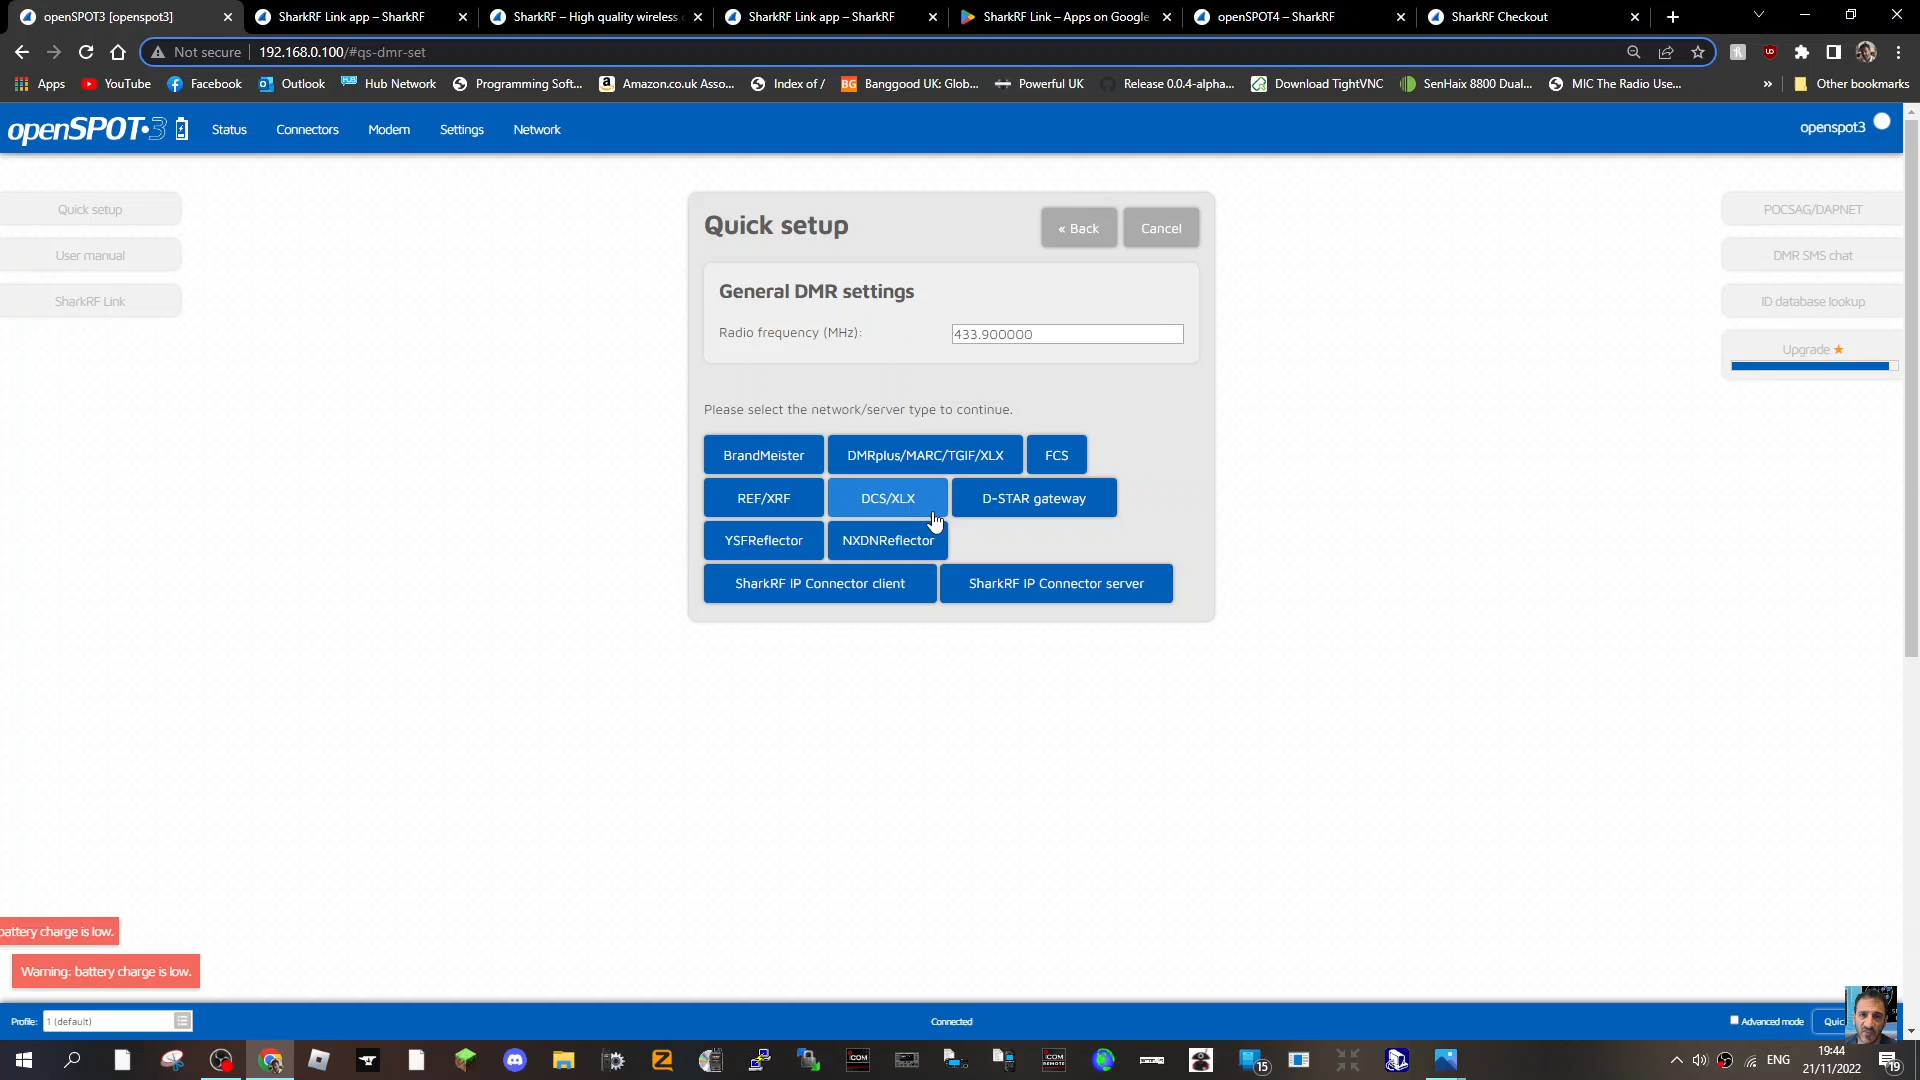 openSPOT3 [openspot3]
SharkRF Link app – SharkRF
SharkRF – High quality wireless
SharkRF Link app – SharkRF
SharkRF Link – Apps on Google
openSPOT4 – SharkRF
SharkRF Checkout
Not secure
192.168.0.100/#qs-dmr-set
Apps
YouTube
Facebook
Outlook
Hub Network
Programming Soft...
Amazon.co.uk Asso...
Index of /
Banggood UK: Glob...
Powerful UK
Release 0.0.4-alpha...
Download TightVNC
SenHaix 8800 Dual...
MIC The Radio Use...
»
Other bookmarks
openSPOT·3
Status
Connectors
Modem
Settings
Network
openspot3
Quick setup
User manual
SharkRF Link
Quick setup
« Back
Cancel
General DMR settings
Radio frequency (MHz):
433.900000
Please select the network/server type to continue.
BrandMeister
DMRplus/MARC/TGIF/XLX
FCS
REF/XRF
DCS/XLX
D-STAR gateway
YSFReflector
NXDNReflector
SharkRF IP Connector client
SharkRF IP Connector server
POCSAG/DAPNET
DMR SMS chat
ID database lookup
Upgrade ★
battery charge is low.
Warning: battery charge is low.
Profile:
1 (default)
Connected
Advanced mode
Quic
15
ENG
19:44
21/11/2022
19